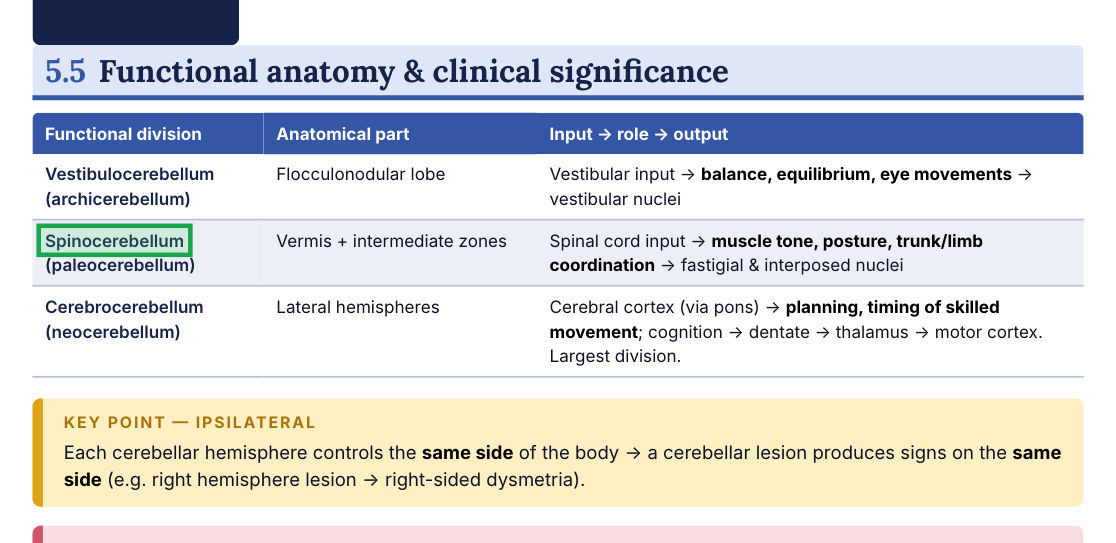 5.5 Functional anatomy & clinical significance
Functional division Anatomical part Input → role → output
Vestibulocerebellum Flocculonodular lobe Vestibular input → balance, equilibrium, eye movements →
(archicerebellum) vestibular nuclei
Spinocerebellum Vermis + intermediate zones Spinal cord input → muscle tone, posture, trunk/limb
(paleocerebellum) coordination → fastigial & interposed nuclei
Cerebrocerebellum Lateral hemispheres Cerebral cortex (via pons) → planning, timing of skilled
(neocerebellum) movement; cognition → dentate → thalamus → motor cortex.
Largest division.
KEY POINT — IPSILATERAL
Each cerebellar hemisphere controls the same side of the body → a cerebellar lesion produces signs on the same
side (e.g. right hemisphere lesion → right-sided dysmetria).